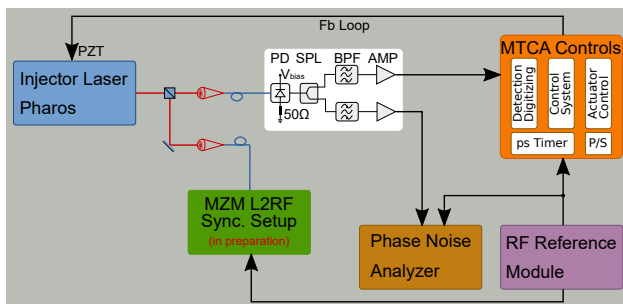 Fb Loop
PZT
MTCA Controls
Injector Laser
Pharos
PD SPL BPF AMP
Vbias
50Ω
Detection
Digitizing
Control
System
Actuator
Control
ps Timer
P/S
MZM L2RF
Sync. Setup
(in preparation)
Phase Noise
Analyzer
RF Reference
Module